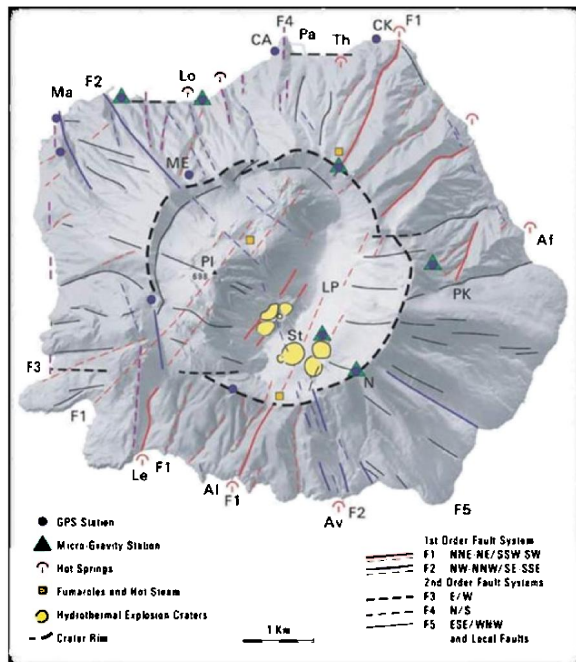 F4
Pa
Th
CK
F1
CA
Ma
F2
Lo
ME
Af
PI
598
LP
PK
St
N
F3
F1
Le
F1
Al
F1
Av
F2
F5
GPS Station
Micro-Gravity Station
Hot Springs
Fumaroles and Hot Steam
Hydrothermal Explosion Craters
Crater Rim
1 Km
1st Order Fault System
F1 NNE-NE/SSW-SW
F2 NW-NNW/SE-SSE
2nd Order Fault Systems
F3 E/W
F4 N/S
F5 ESE/WNW
and Local Faults